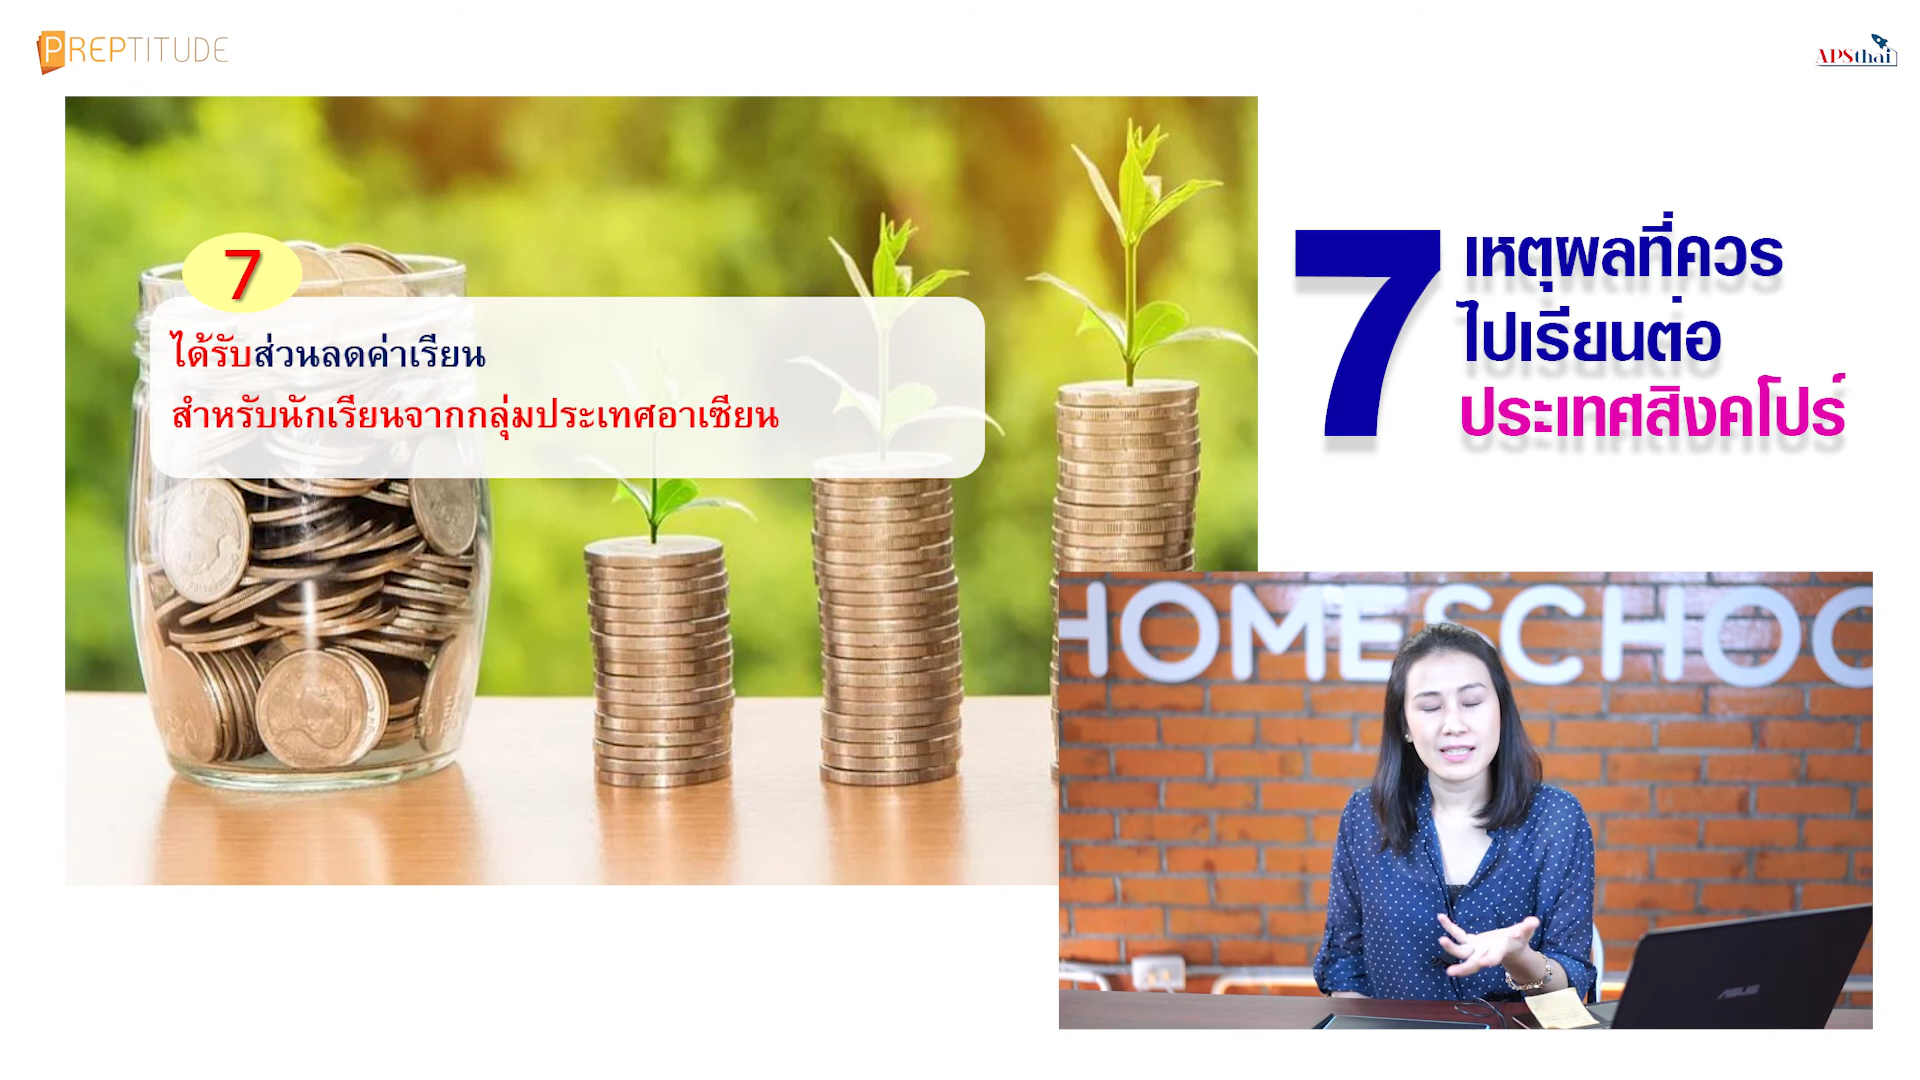 PREPTITUDE
APSthai
7
ได้รับส่วนลดค่าเรียน
สำหรับนักเรียนจากกลุ่มประเทศอาเซียน
7 เหตุผลที่ควร
ไปเรียนต่อ
ประเทศสิงคโปร์
HOMESCHOO
ASUS